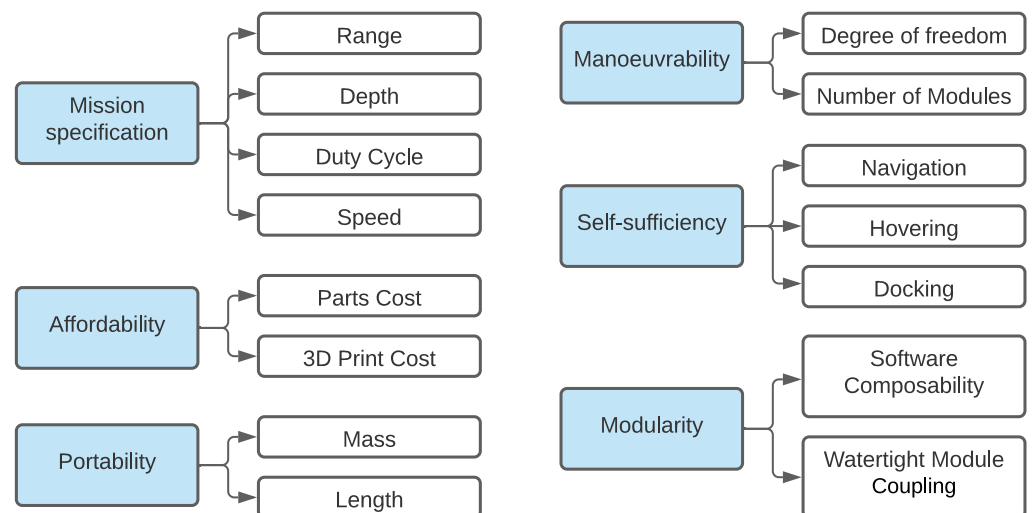 Mission
specification
Range
Depth
Duty Cycle
Speed
Affordability
Parts Cost
3D Print Cost
Portability
Mass
Length
Manoeuvrability
Degree of freedom
Number of Modules
Self-sufficiency
Navigation
Hovering
Docking
Modularity
Software
Composability
Watertight Module
Coupling